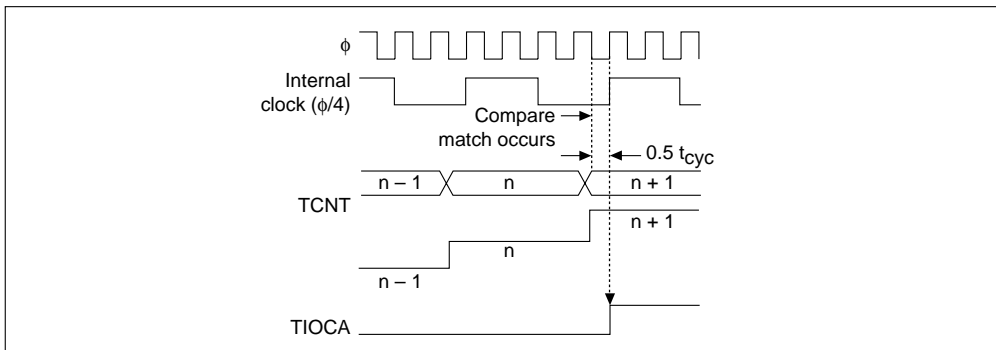 ϕ
Internal
clock (ϕ/4)
Compare
match occurs
0.5 tcyc
n – 1 n n + 1
TCNT
n + 1
n
n – 1
TIOCA